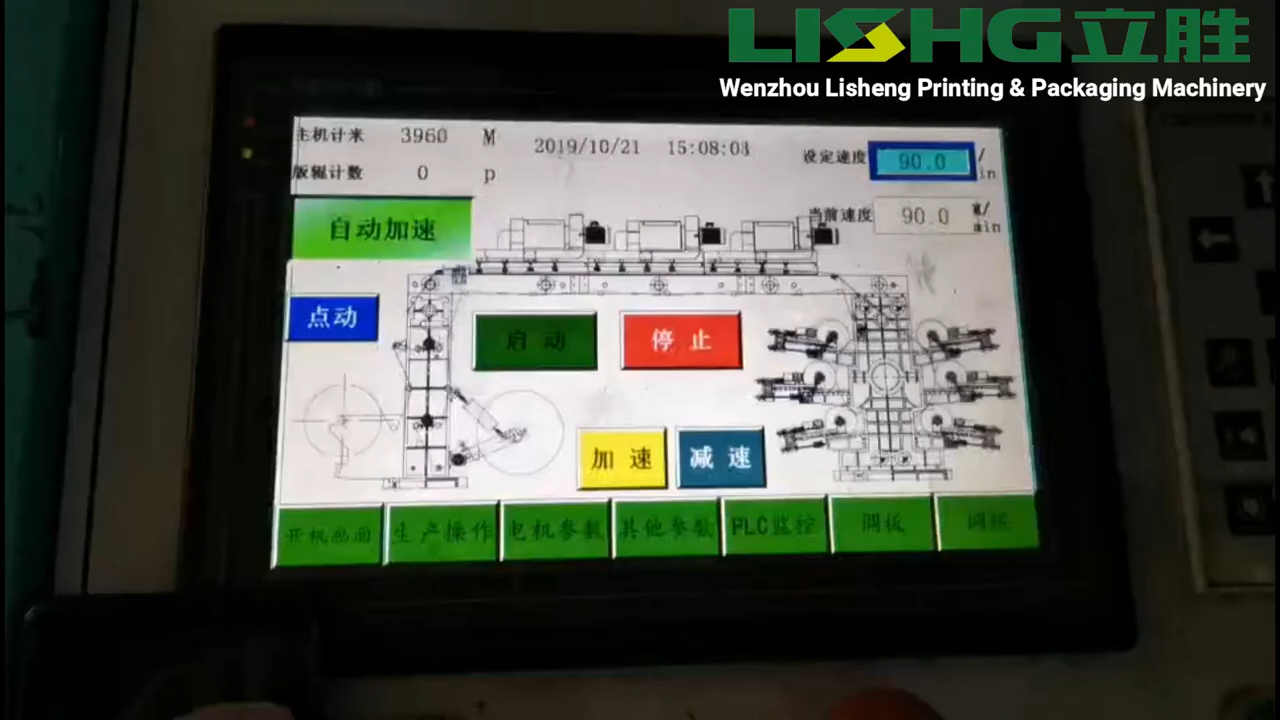 LISHG立胜
Wenzhou Lisheng Printing & Packaging Machinery
主机计米 3960 M
2019/10/21 15:08:03
设定速度 90.0 /
in
版辊计数 0 p
当前速度 90.0 M/
min
自动加速
点动
启动
停止
加速
减速
开机画面
生产操作
电机参数
其他参数
PLC监控
调板